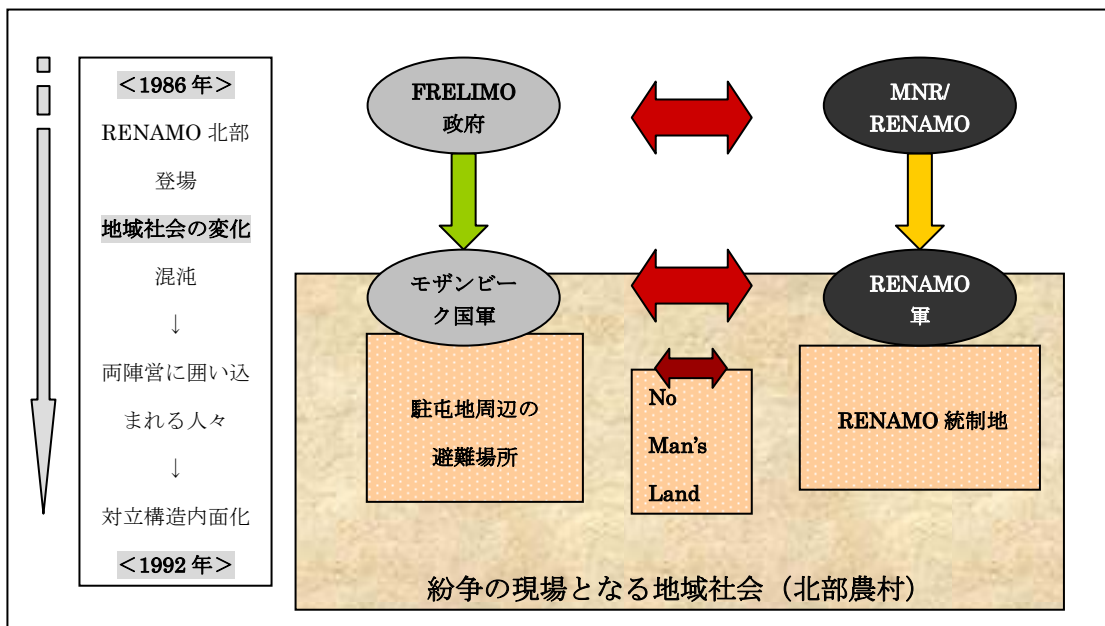 ＜1986 年＞
RENAMO 北部
登場
地域社会の変化
混沌
↓
両陣営に囲い込
まれる人々
↓
対立構造内面化
＜1992 年＞
FRELIMO
政府
MNR/
RENAMO
モザンビー
ク国軍
RENAMO
軍
駐屯地周辺の
避難場所
No
Man’s
Land
RENAMO 統制地
紛争の現場となる地域社会（北部農村）